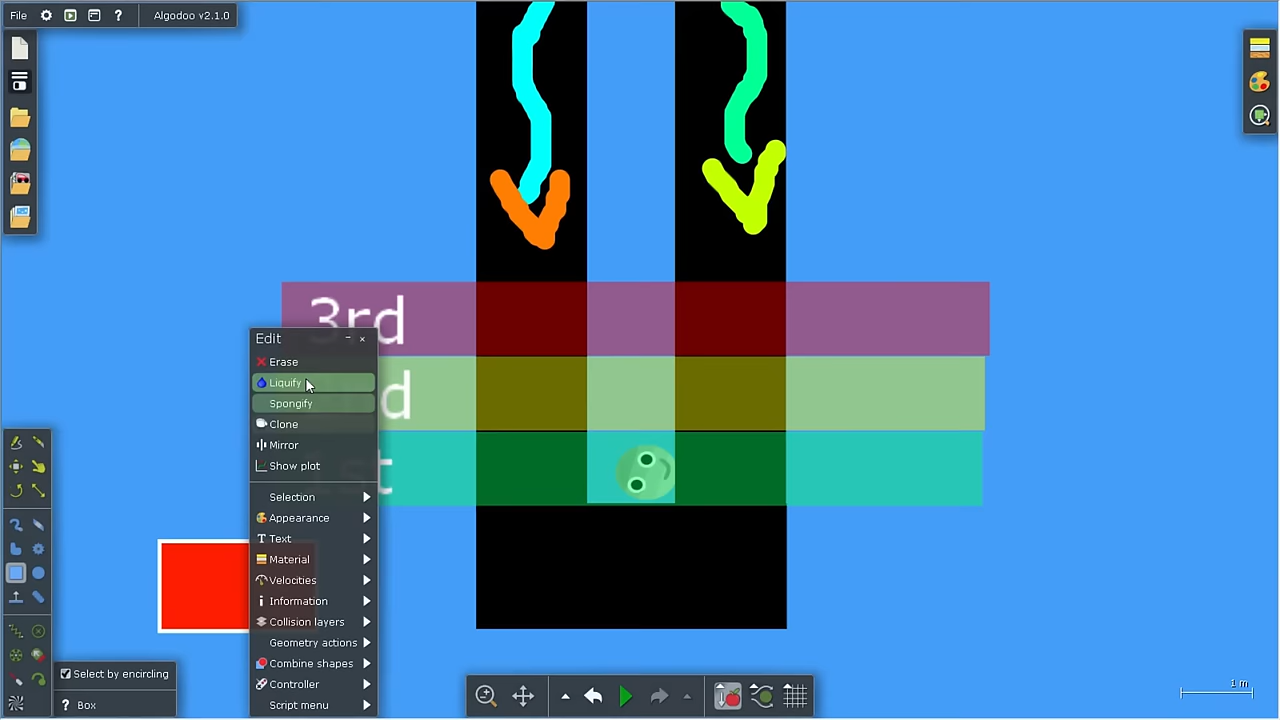 File
?
Algodoo v2.1.0
3rd
d
st
Edit
Erase
Liquify
Spongify
Clone
Mirror
Show plot
Selection
Appearance
Text
Material
Velocities
Information
Collision layers
Geometry actions
Combine shapes
Controller
Script menu
Select by encircling
? Box
1 m